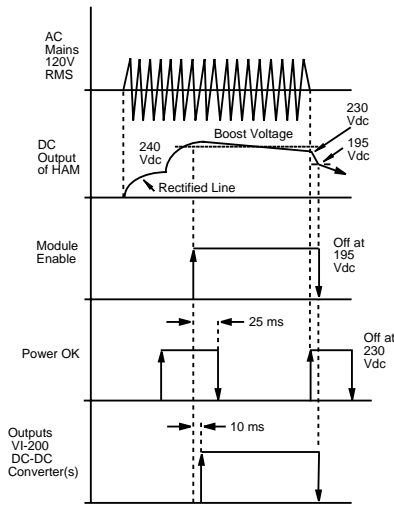 AC
Mains
120V
RMS
230
Vdc
Boost Voltage
195
Vdc
DC
Output
of HAM
240
Vdc
Rectified Line
Module
Enable
Off at
195
Vdc
25 ms
Power OK
Off at
230
Vdc
Outputs
VI-200
DC-DC
Converter(s)
10 ms